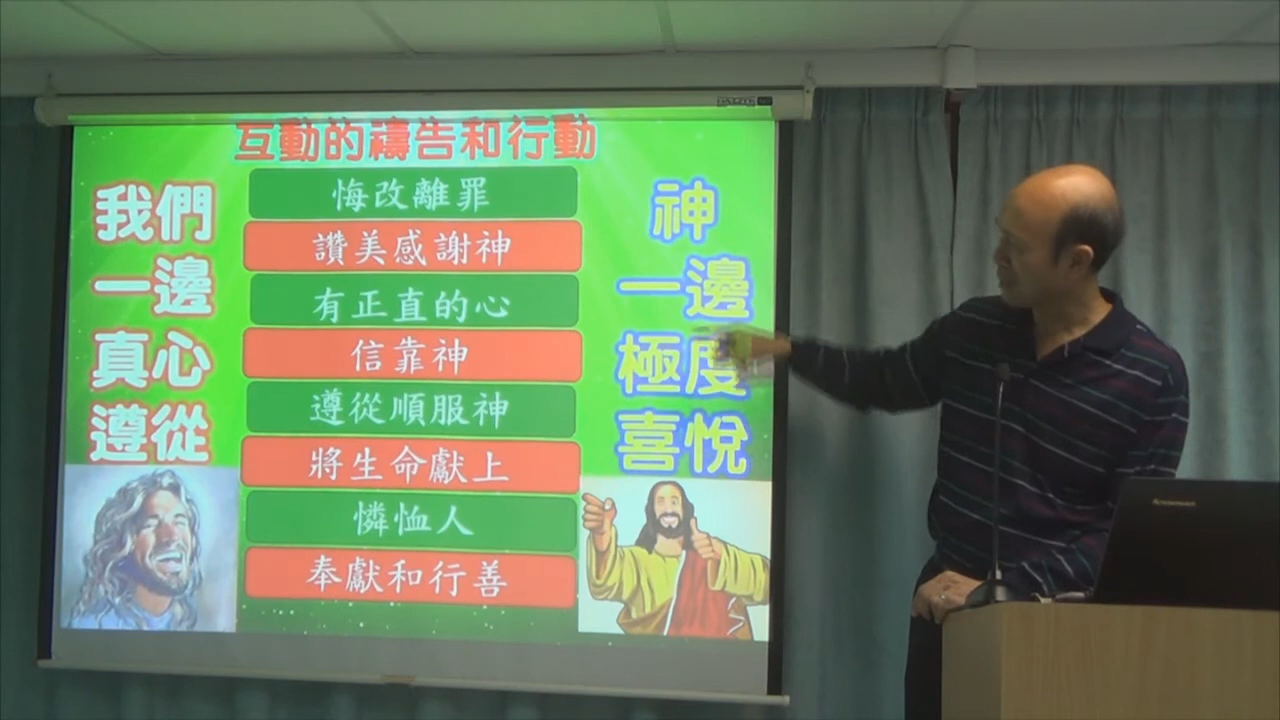 互動的禱告和行動
我們
一邊
真心
遵從
悔改離罪
讚美感謝神
有正直的心
信靠神
遵從順服神
將生命獻上
憐恤人
奉獻和行善
神
一邊
極度
喜悅
lenovo